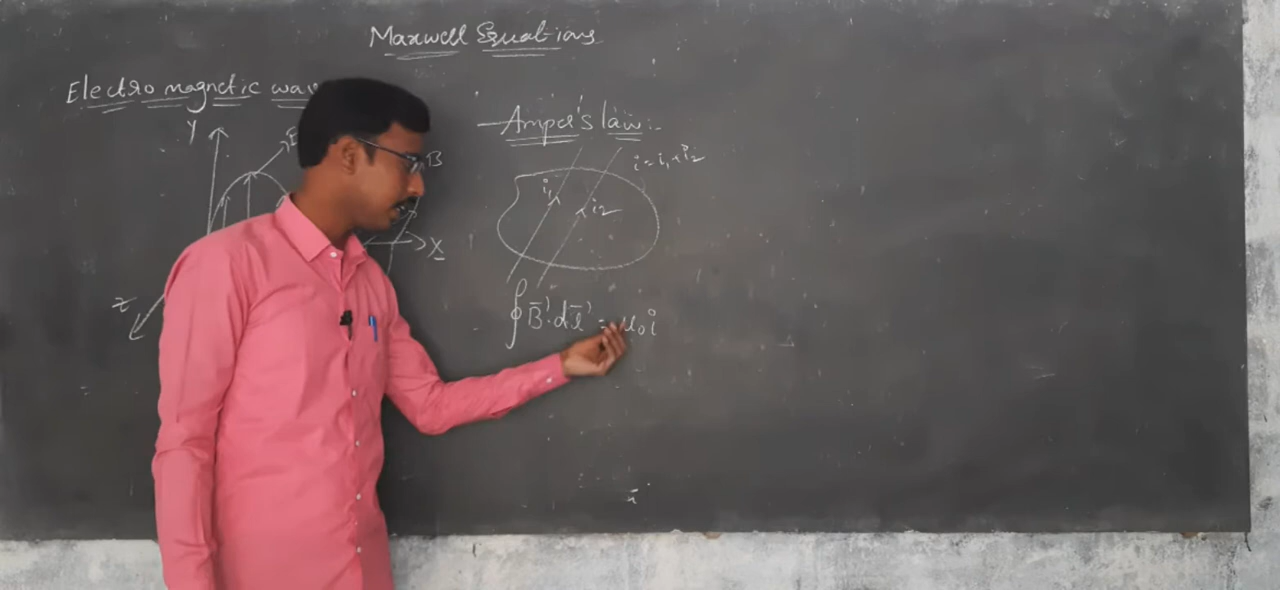 Maxwell Equations
Electro magnetic wav
Amper's law:-
Y
E
B
X
Z
i = i₁ + i₂
i₁
i₂
∮ B̄. dl̄ = μ₀i